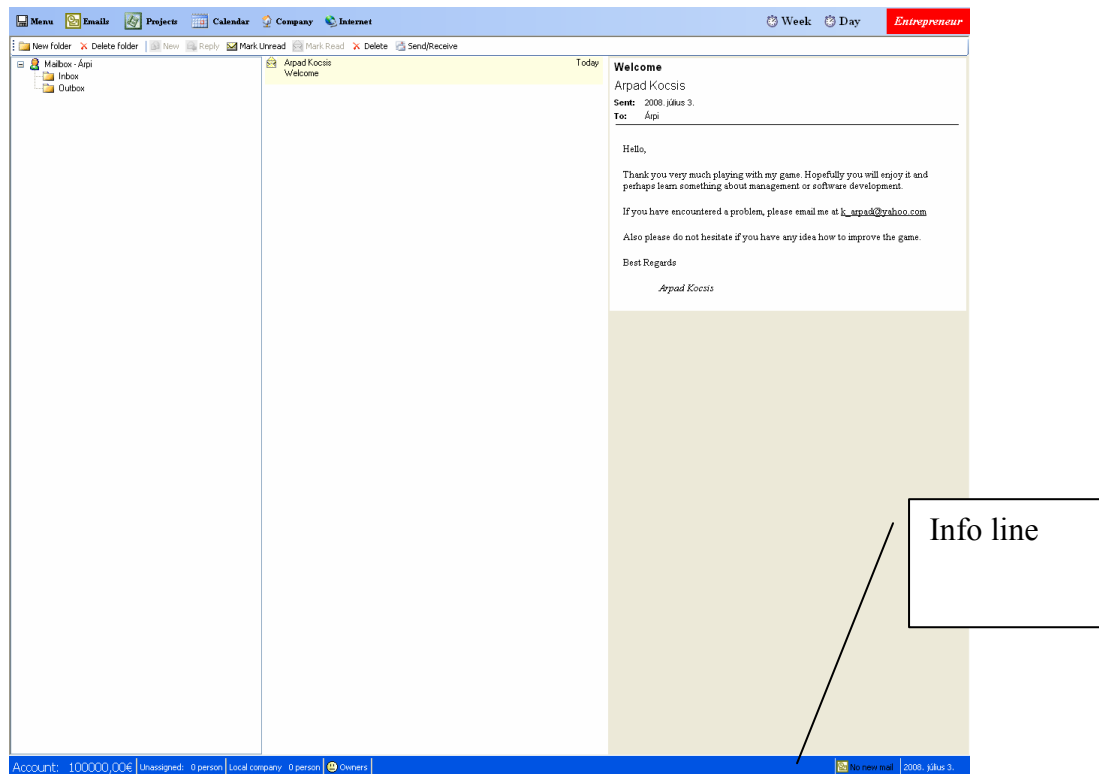 Menu Emails Projects Calendar Company Internet Week Day Entrepreneur
New folder Delete folder New Reply Mark Unread Mark Read Delete Send/Receive
Mailbox - Árpi
Inbox
Outbox
Arpad Kocsis Today
Welcome
Welcome
Arpad Kocsis
Sent: 2008. július 3.
To: Árpi
Hello,
Thank you very much playing with my game. Hopefully you will enjoy it and
perhaps learn something about management or software development.
If you have encountered a problem, please email me at k_arpad@yahoo.com
Also please do not hesitate if you have any idea how to improve the game.
Best Regards
Arpad Kocsis
Info line
Account: 100000,00€ Unassigned: 0 person Local company 0 person Owners No new mail 2008. július 3.